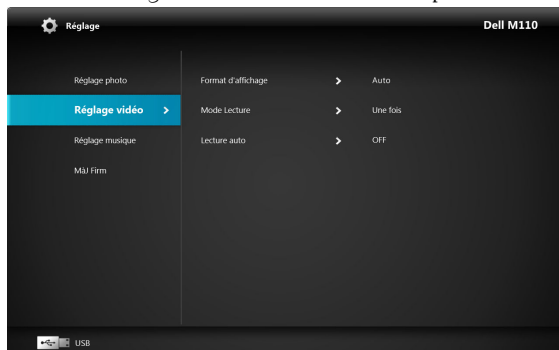 Réglage
Dell M110
Réglage photo
Format d'affichage > Auto
Réglage vidéo > Mode Lecture > Une fois
Réglage musique
Lecture auto > OFF
MàJ Firm
USB